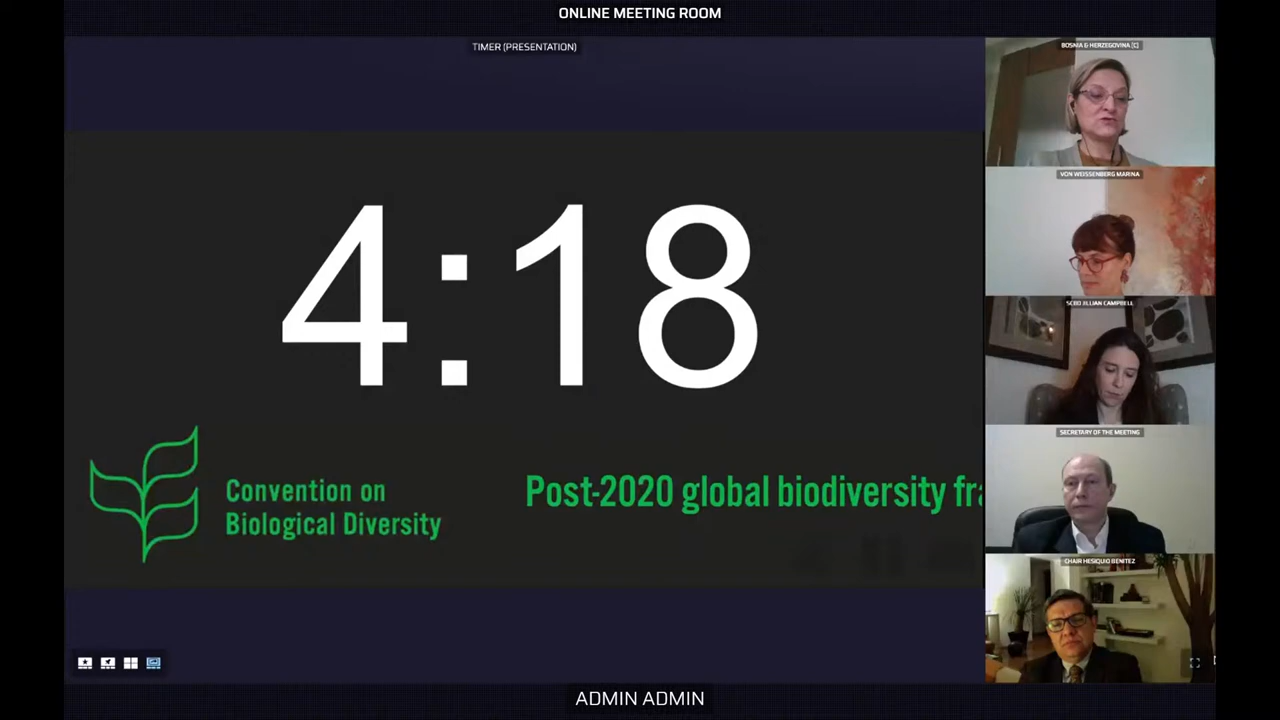 ONLINE MEETING ROOM
TIMER (PRESENTATION)
4:18
Convention on
Biological Diversity
Post-2020 global biodiversity fra
BOSNIA & HERZEGOVINA (C)
VON WEISSENBERG MARINA
SCBD JILLIAN CAMPBELL
SECRETARY OF THE MEETING
CHAIR HESIQUIO BENITEZ
ADMIN ADMIN